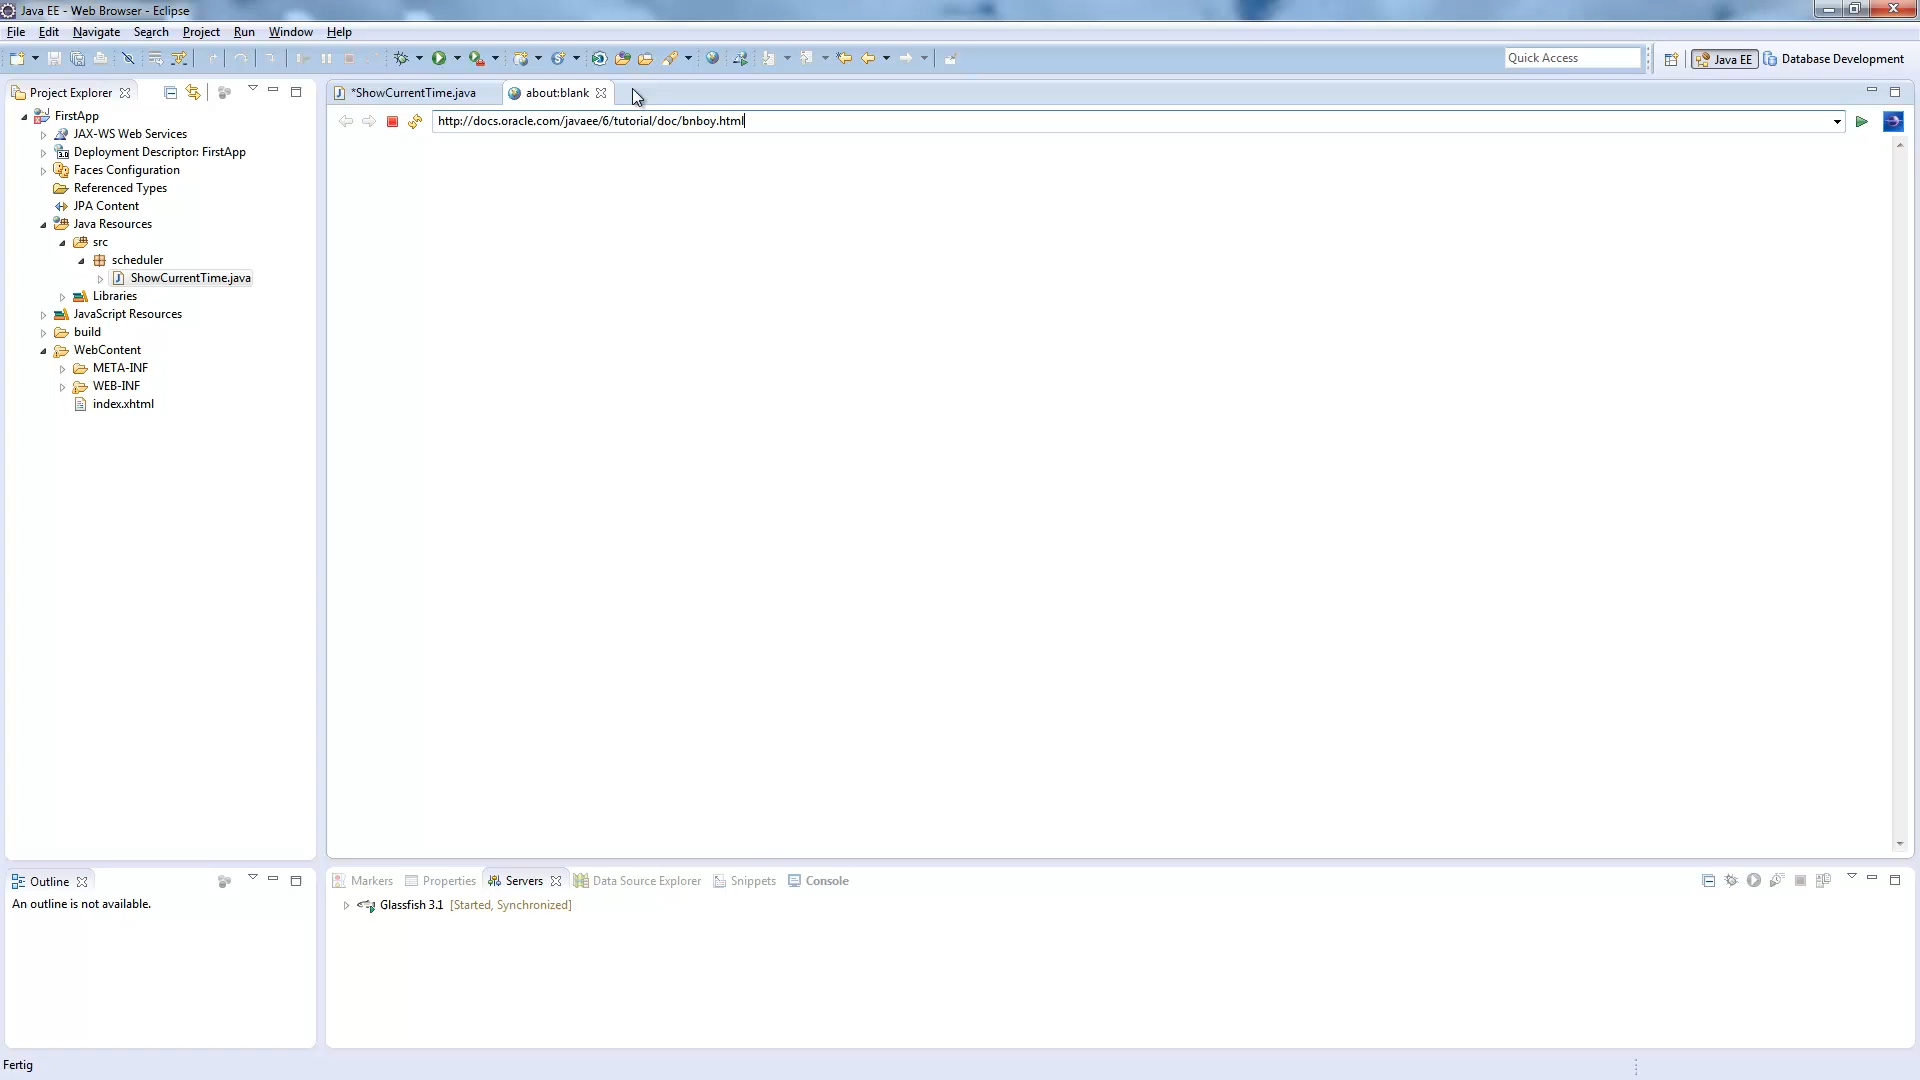 Java EE - Web Browser - Eclipse
File Edit Navigate Search Project Run Window Help
Quick Access
Java EE
Database Development
Project Explorer
FirstApp
JAX-WS Web Services
Deployment Descriptor: FirstApp
Faces Configuration
Referenced Types
JPA Content
Java Resources
src
scheduler
ShowCurrentTime.java
Libraries
JavaScript Resources
build
WebContent
META-INF
WEB-INF
index.xhtml
*ShowCurrentTime.java
about:blank
http://docs.oracle.com/javaee/6/tutorial/doc/bnboy.html
Outline
An outline is not available.
Markers Properties Servers Data Source Explorer Snippets Console
Glassfish 3.1 [Started, Synchronized]
Fertig